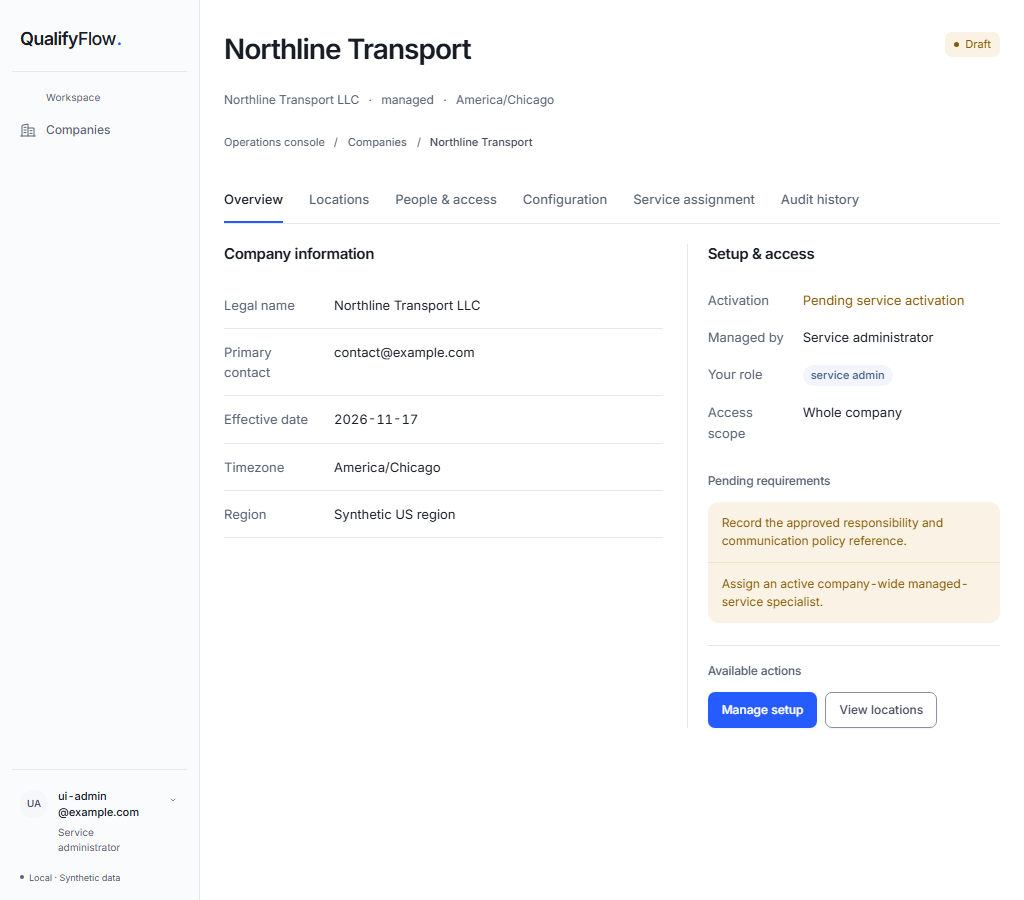 QualifyFlow.
Workspace
Companies
UA
ui-admin
@example.com
Service
administrator
Local · Synthetic data
Northline Transport
Draft
Northline Transport LLC · managed · America/Chicago
Operations console / Companies / Northline Transport
Overview Locations People & access Configuration Service assignment Audit history
Company information
Legal name Northline Transport LLC
Primary
contact
contact@example.com
Effective date 2026-11-17
Timezone America/Chicago
Region Synthetic US region
Setup & access
Activation Pending service activation
Managed by Service administrator
Your role service admin
Access
scope
Whole company
Pending requirements
Record the approved responsibility and
communication policy reference.
Assign an active company-wide managed-
service specialist.
Available actions
Manage setup View locations